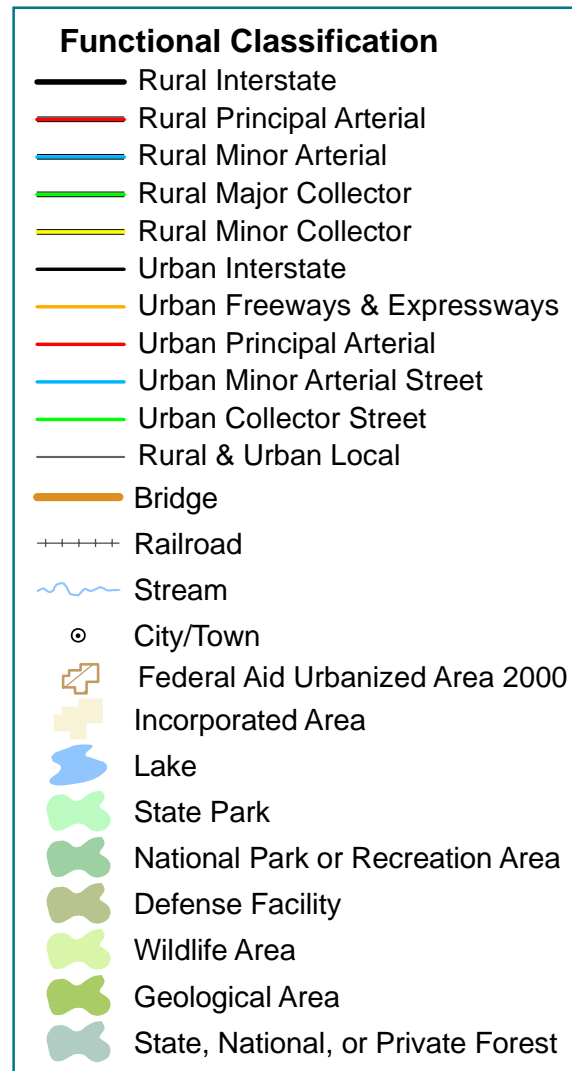 Functional Classification
Rural Interstate
Rural Principal Arterial
Rural Minor Arterial
Rural Major Collector
Rural Minor Collector
Urban Interstate
Urban Freeways & Expressways
Urban Principal Arterial
Urban Minor Arterial Street
Urban Collector Street
Rural & Urban Local
Bridge
Railroad
Stream
City/Town
Federal Aid Urbanized Area 2000
Incorporated Area
Lake
State Park
National Park or Recreation Area
Defense Facility
Wildlife Area
Geological Area
State, National, or Private Forest